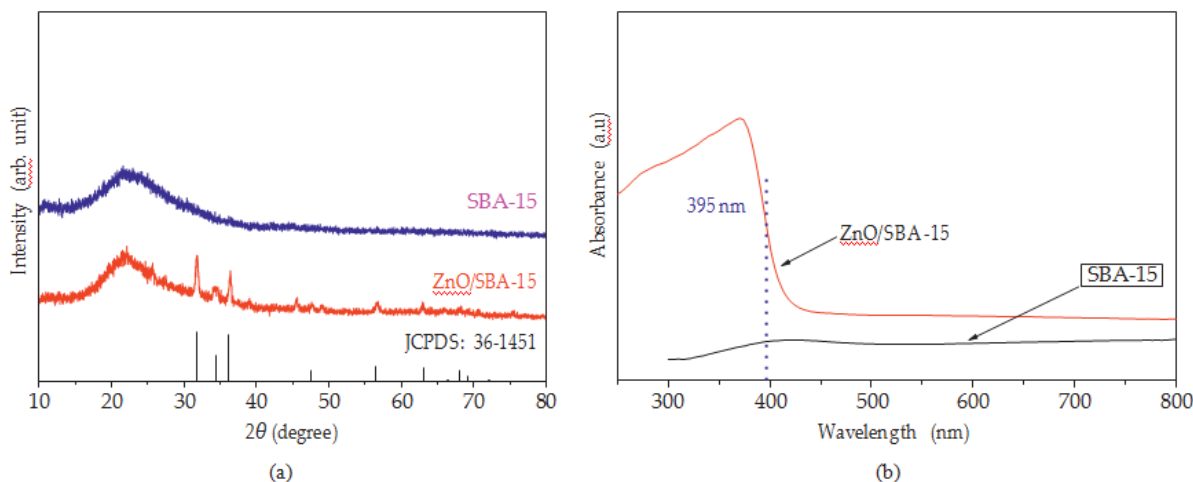 Intensity (arb. unit)
SBA-15
ZnO/SBA-15
JCPDS: 36-1451
10 20 30 40 50 60 70 80
2θ (degree)
(a)
Absorbance (a.u)
395 nm
ZnO/SBA-15
SBA-15
300 400 500 600 700 800
Wavelength (nm)
(b)